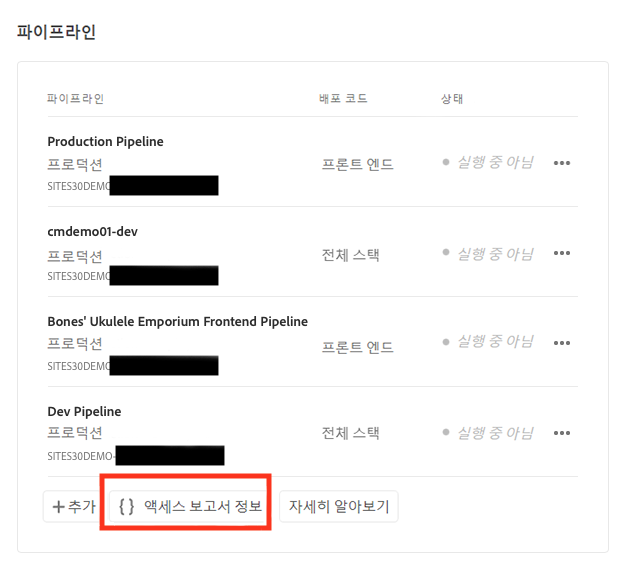 파이프라인
파이프라인 배포 코드 상태
Production Pipeline
프로덕션 프론트 엔드 실행 중 아님
SITES30DEMO
cmdemo01-dev
프로덕션 전체 스택 실행 중 아님
SITES30DEMO
Bones' Ukulele Emporium Frontend Pipeline
프로덕션 프론트 엔드 실행 중 아님
SITES30DEMO
Dev Pipeline
프로덕션 전체 스택 실행 중 아님
SITES30DEMO-
+추가 {} 액세스 보고서 정보 자세히 알아보기